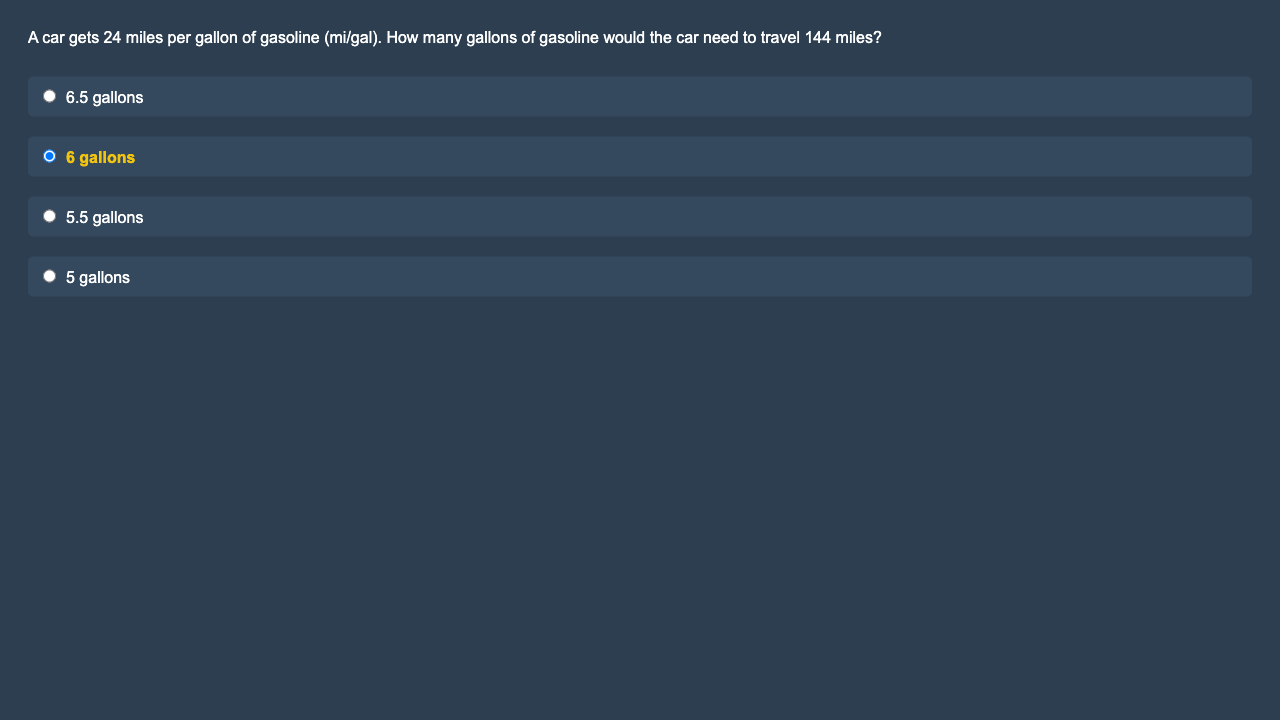 A car gets 24 miles per gallon of gasoline (mi/gal). How many gallons of gasoline would the car need to travel 144 miles?
6.5 gallons
6 gallons
5.5 gallons
5 gallons